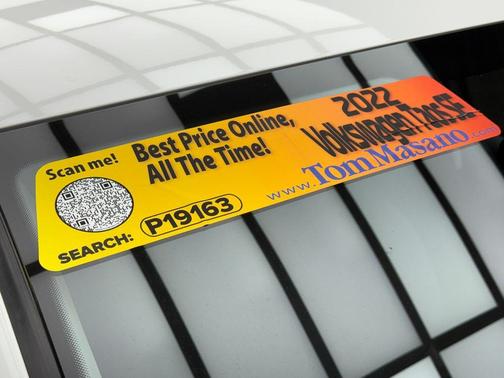 Scan me!
Best Price Online,
All The Time!
SEARCH: P19163
2022
Volkswagen Taos SE
www.TomMasano.com